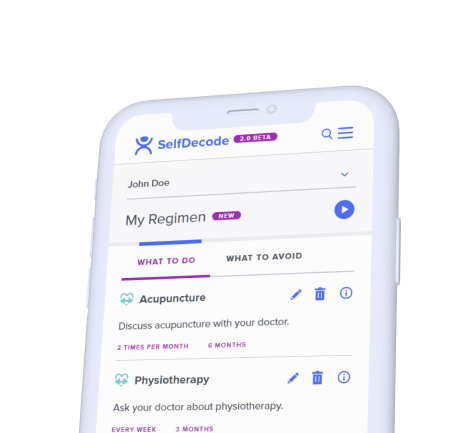 SelfDecode 2.0 BETA
John Doe
My Regimen NEW
WHAT TO DO WHAT TO AVOID
Acupuncture
Discuss acupuncture with your doctor.
2 TIMES PER MONTH 6 MONTHS
Physiotherapy
Ask your doctor about physiotherapy.
EVERY WEEK 3 MONTHS